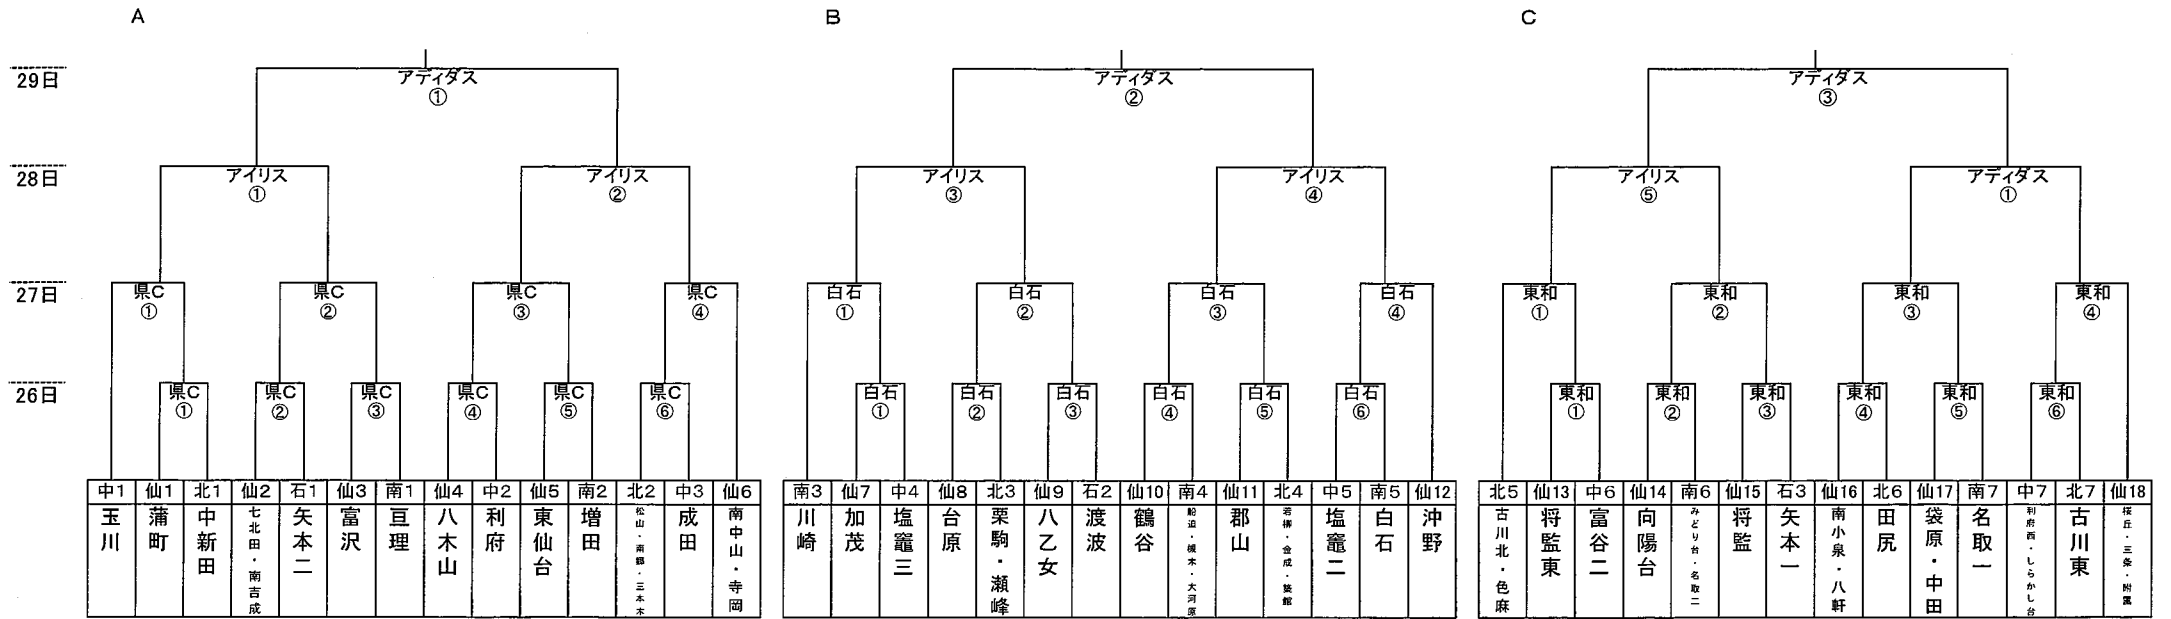 A B C
29日 アディダス アディダス アディダス
① ② ③
28日 アイリス アイリス アイリス アイリス アイリス アディダス
① ② ③ ④ ⑤ ①
27日 県C 県C 県C 県C 白石 白石 白石 白石 東和 東和 東和 東和
① ② ③ ④ ① ② ③ ④ ① ② ③ ④
26日 県C 県C 県C 県C 県C 県C 白石 白石 白石 白石 白石 白石 東和 東和 東和 東和 東和 東和
① ② ③ ④ ⑤ ⑥ ① ② ③ ④ ⑤ ⑥ ① ② ③ ④ ⑤ ⑥
中1 仙1 北1 仙2 石1 仙3 南1 仙4 中2 仙5 南2 北2 中3 仙6 南3 仙7 中4 仙8 北3 仙9 石2 仙10 南4 仙11 北4 中5 南5 仙12 北5 仙13 中6 仙14 南6 仙15 石3 仙16 北6 仙17 南7 中7 北7 仙18
玉川
蒲町
中新田
七北田・南吉成
矢本二
富沢
亘理
八木山
利府
東仙台
増田
松山・南郷・三本木
成田
南中山・寺岡
川崎
加茂
塩竈三
台原
栗駒・瀬峰
八乙女
渡波
鶴谷
船迫・槻木・大河原
郡山
若柳・金成・築館
塩竈二
白石
沖野
古川北・色麻
将監東
富谷二
向陽台
みどり台・名取二
将監
矢本一
南小泉・八軒
田尻
袋原・中田
名取一
利府西・しらかし台
古川東
桜丘・三条・附属